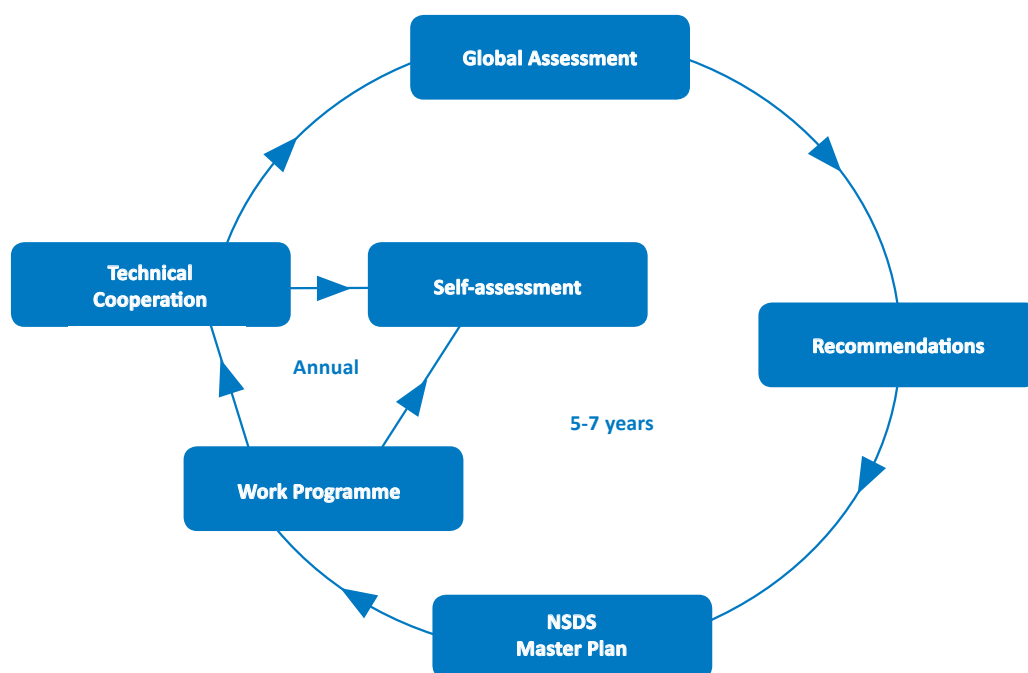 Global Assessment
Technical
Cooperation
Self-assessment
Recommendations
Annual
5-7 years
Work Programme
NSDS
Master Plan